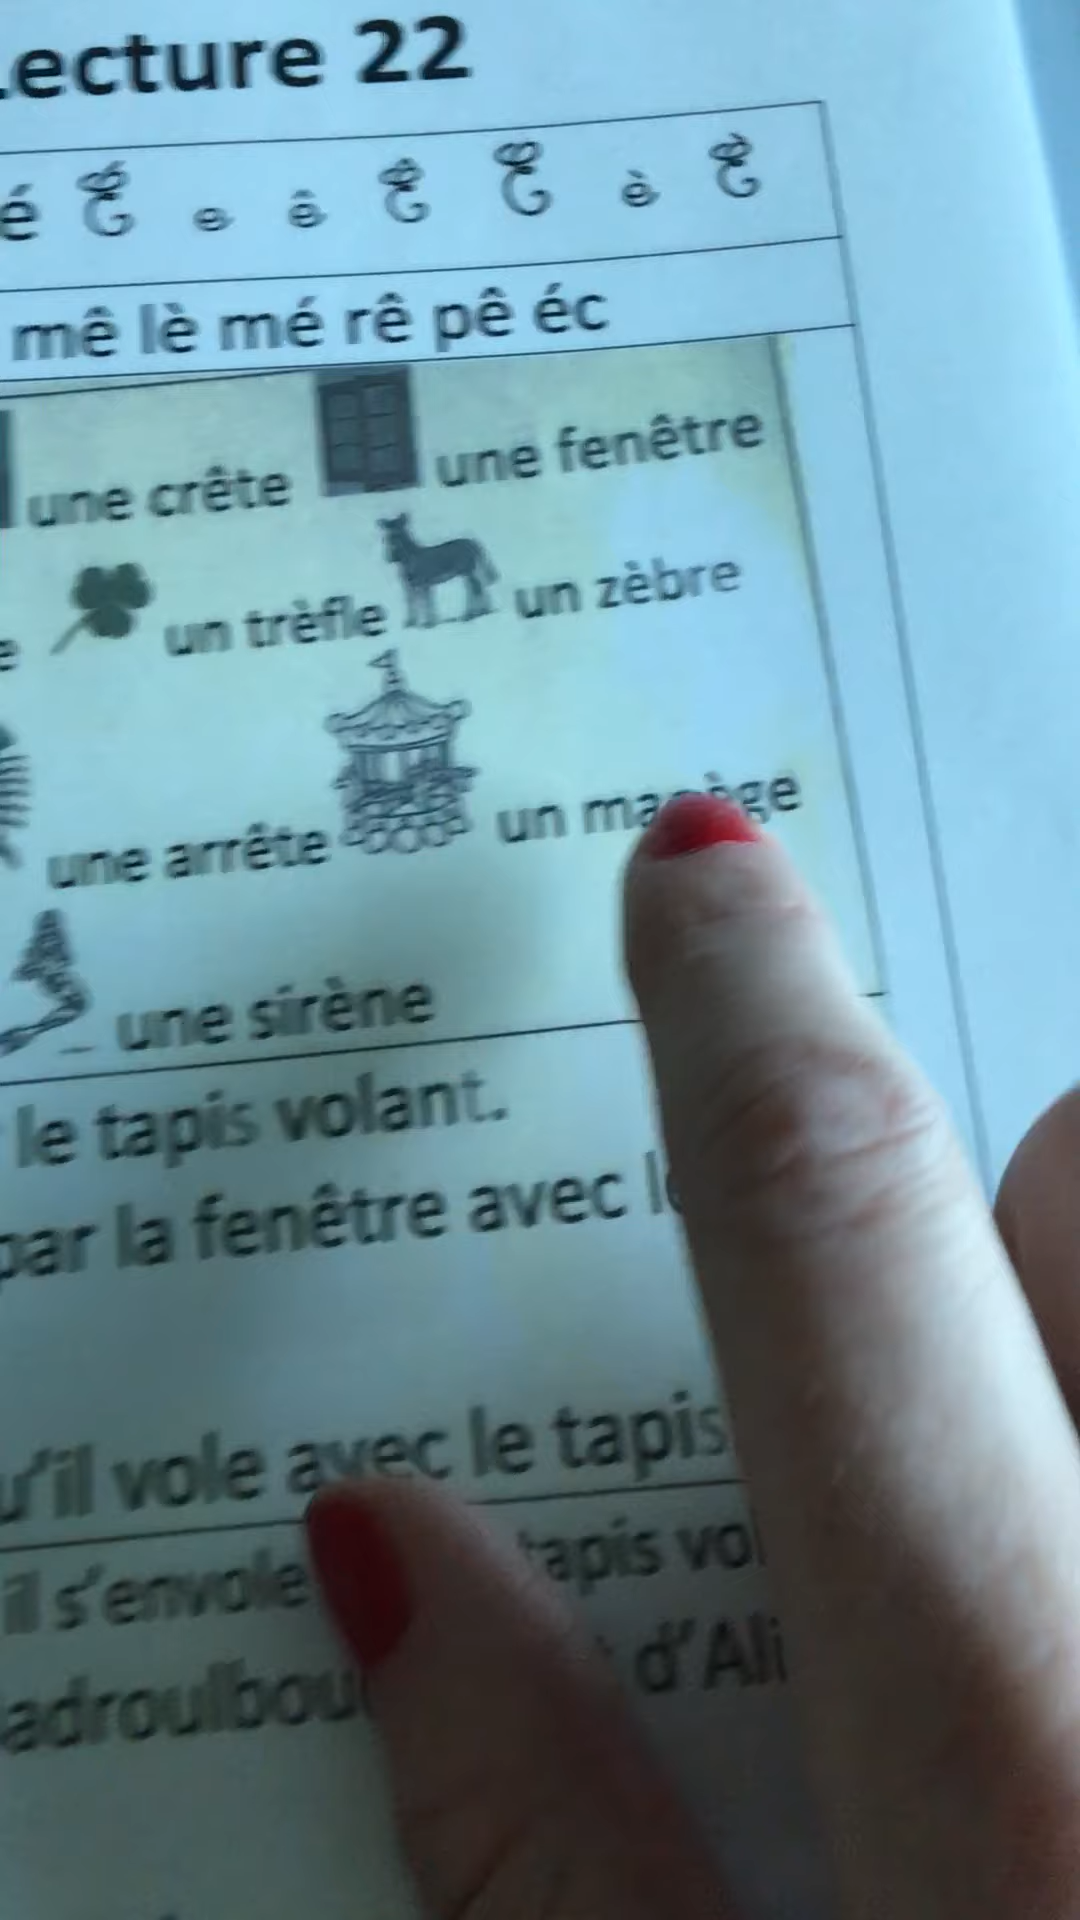 Lecture 22
é É e ê Ê E è È
mê lè mé rê pê éc
une crête une fenêtre
un trèfle un zèbre
une arrête un manège
une sirène
le tapis volant.
par la fenêtre avec
qu'il vole avec le tapis
il s'envole tapis vol
adroulbou d'Ali